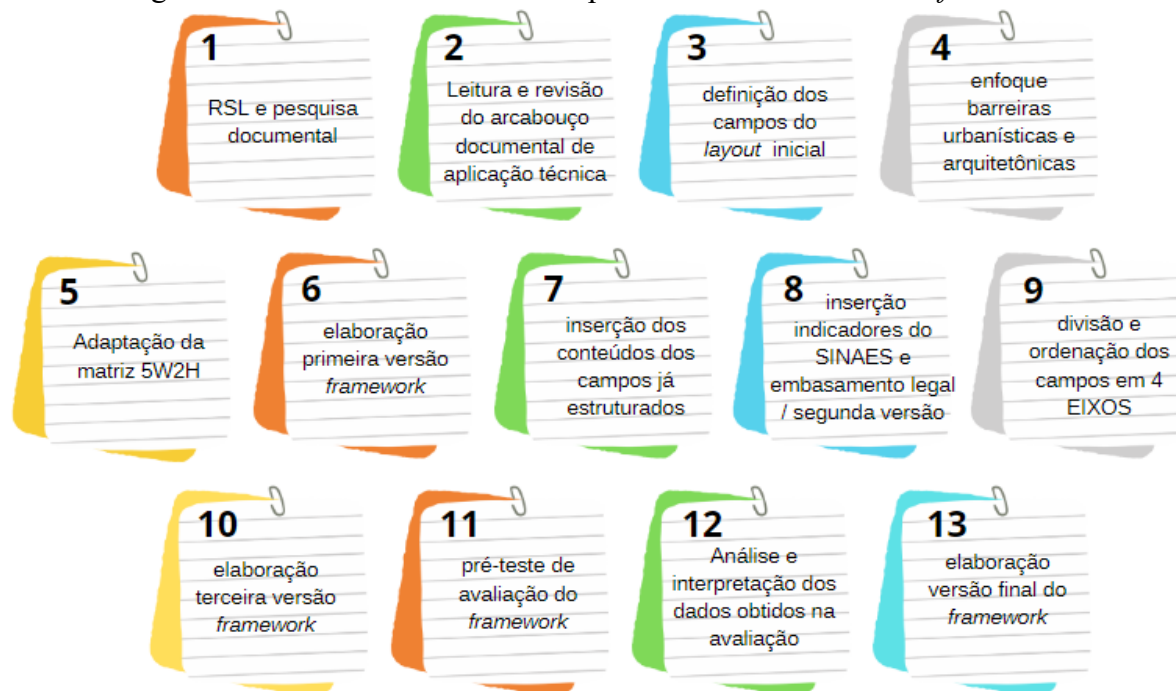 1
RSL e pesquisa
documental
2
Leitura e revisão
do arcabouço
documental de
aplicação técnica
3
definição dos
campos do
layout inicial
4
enfoque
barreiras
urbanísticas e
arquitetônicas
5
Adaptação da
matriz 5W2H
6
elaboração
primeira versão
framework
7
inserção dos
conteúdos dos
campos já
estruturados
8
inserção
indicadores do
SINAES e
embasamento legal
/ segunda versão
9
divisão e
ordenação dos
campos em 4
EIXOS
10
elaboração
terceira versão
framework
11
pré-teste de
avaliação do
framework
12
Análise e
interpretação dos
dados obtidos na
avaliação
13
elaboração
versão final do
framework